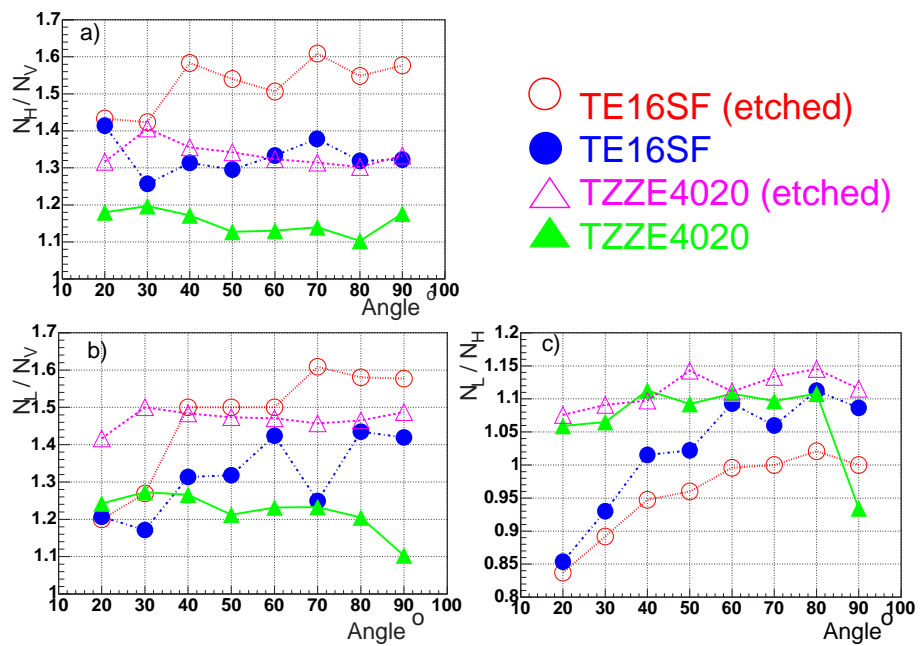 a)
N_H / N_V
1.7
1.6
1.5
1.4
1.3
1.2
1.1
1
10 20 30 40 50 60 70 80 90 100
Angle o
TE16SF (etched)
TE16SF
TZZE4020 (etched)
TZZE4020
b)
N_L / N_V
1.7
1.6
1.5
1.4
1.3
1.2
1.1
1
10 20 30 40 50 60 70 80 90 100
Angle o
c)
N_L / N_H
1.2
1.15
1.1
1.05
1
0.95
0.9
0.85
0.8
10 20 30 40 50 60 70 80 90 100
Angle o